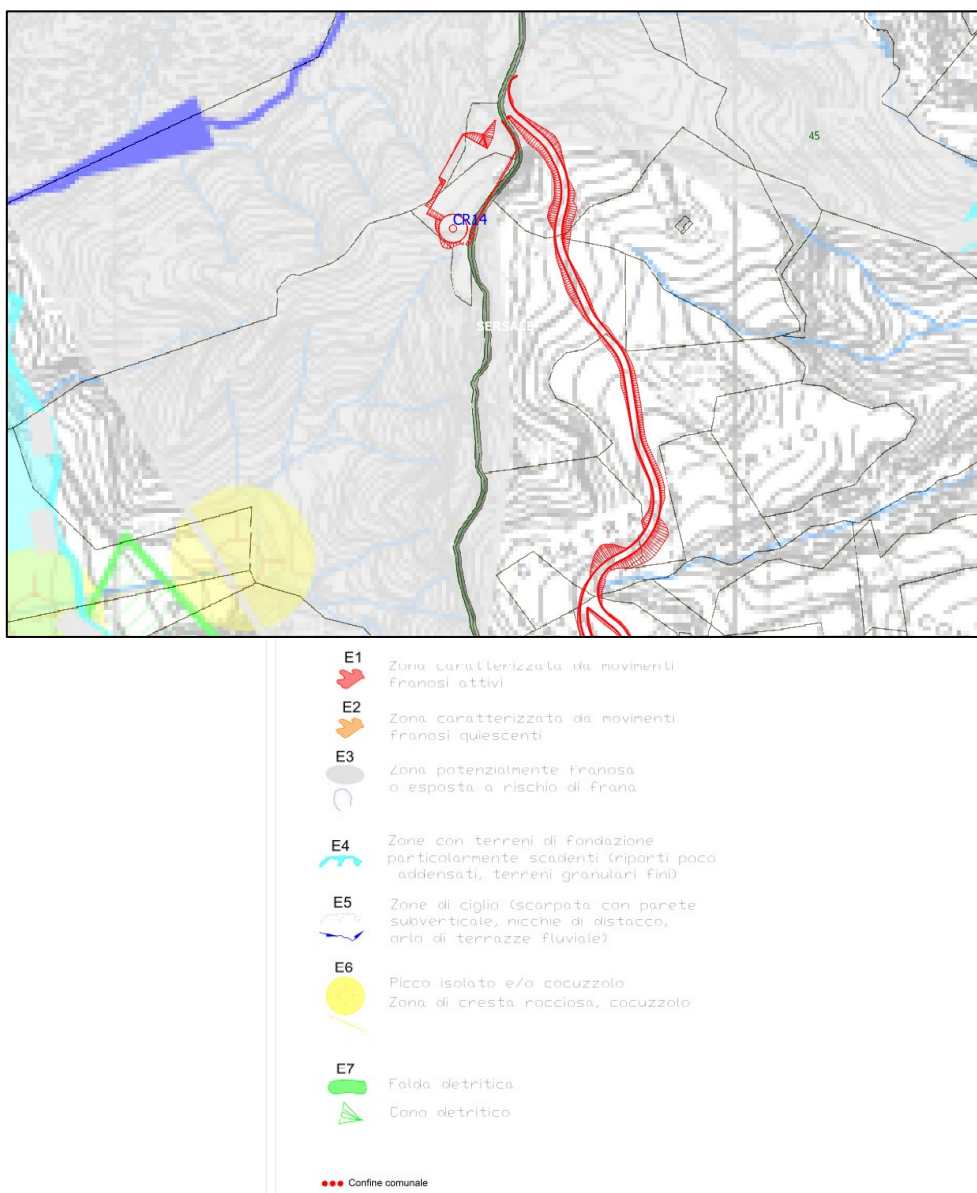 45
CR14
SERSALE
E1
Zona caratterizzata da movimenti
franosi attivi
E2
Zona caratterizzata da movimenti
franosi quiescenti
E3
Zona potenzialmente franosa
o esposta a rischio di frana
E4
Zone con terreni di fondazione
particolarmente scadenti (riporti poco
addensati, terreni granulari fini)
E5
Zone di ciglio (scarpata con parete
subverticale, nicchie di distacco,
orlo di terrazze fluviale)
E6
Picco isolato e/o cocuzzolo
Zona di cresta rocciosa, cocuzzolo
E7
Falda detritica
Cono detritico
Confine comunale